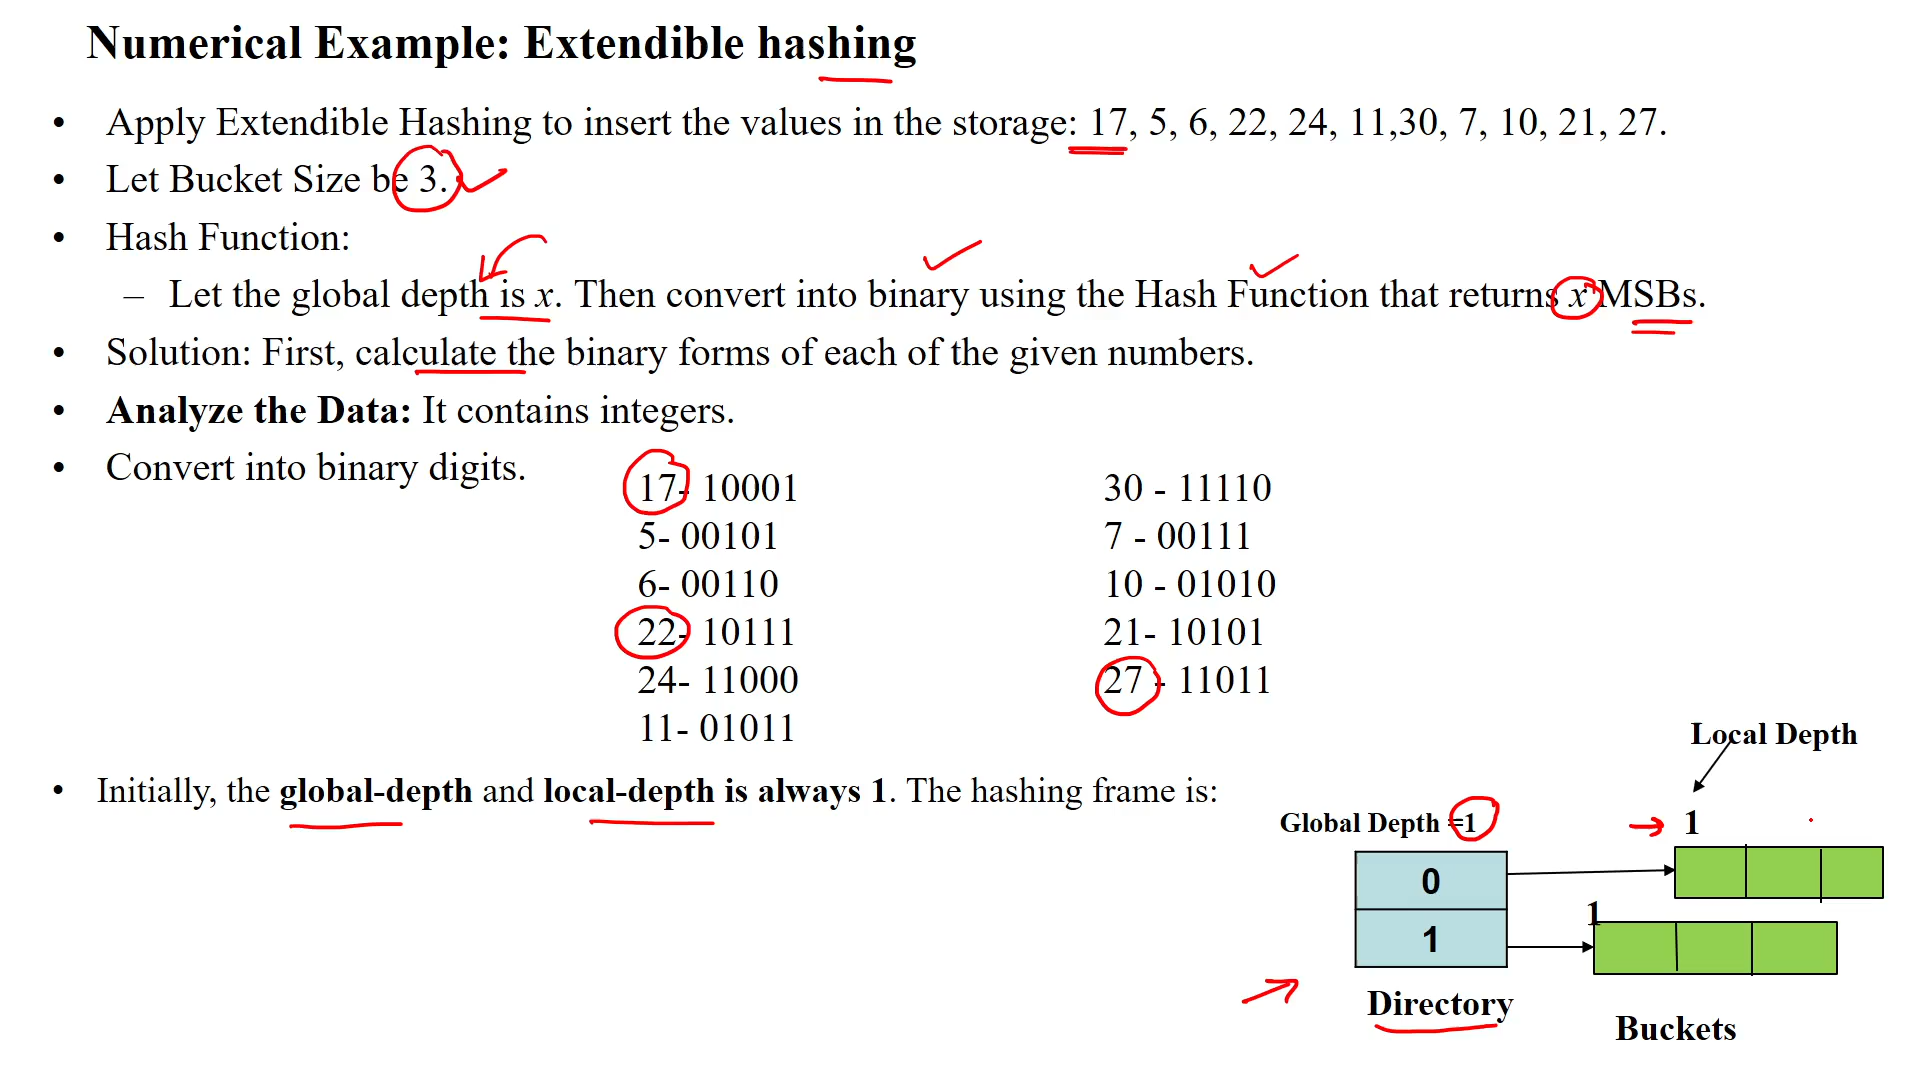 Numerical Example: Extendible hashing
• Apply Extendible Hashing to insert the values in the storage: 17, 5, 6, 22, 24, 11,30, 7, 10, 21, 27.
• Let Bucket Size be 3.
• Hash Function:
– Let the global depth is x. Then convert into binary using the Hash Function that returns x MSBs.
• Solution: First, calculate the binary forms of each of the given numbers.
• Analyze the Data: It contains integers.
• Convert into binary digits.
17- 10001
5- 00101
6- 00110
22- 10111
24- 11000
11- 01011
30 - 11110
7 - 00111
10 - 01010
21- 10101
27 - 11011
• Initially, the global-depth and local-depth is always 1. The hashing frame is:
Local Depth
Global Depth =1
1
0
1
1
Directory
Buckets